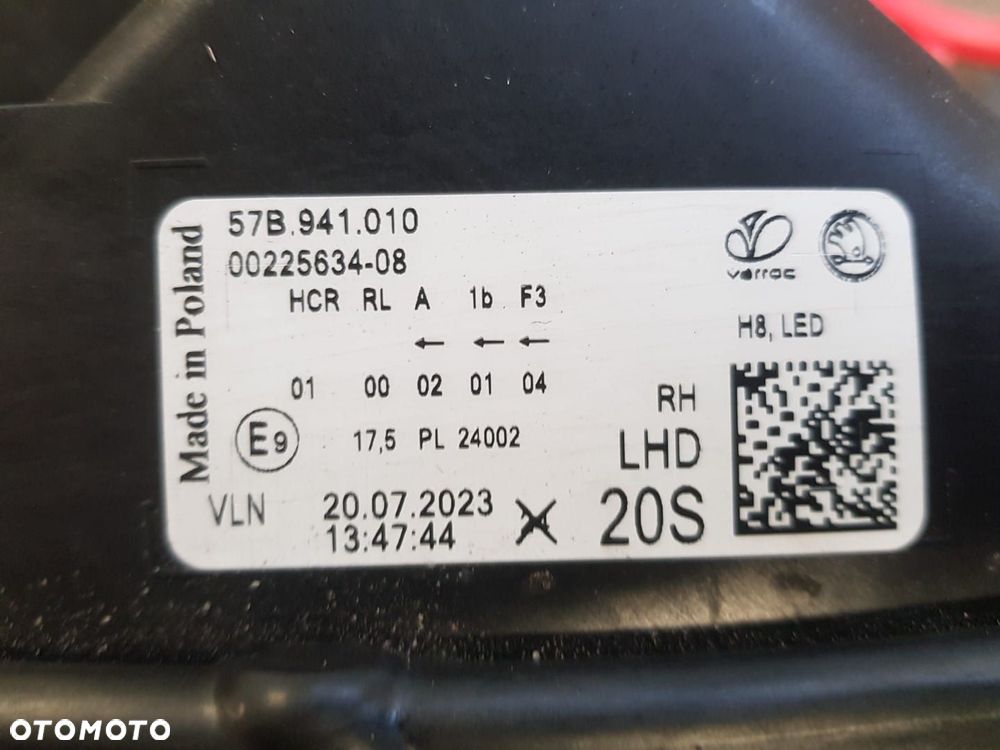 Made in Poland
57B.941.010
00225634-08
HCR RL A 1b F3
← ← ←
01 00 02 01 04
E9 17,5 PL 24002
VLN 20.07.2023
13:47:44
varroc
H8, LED
RH
LHD
20S
OTOMOTO